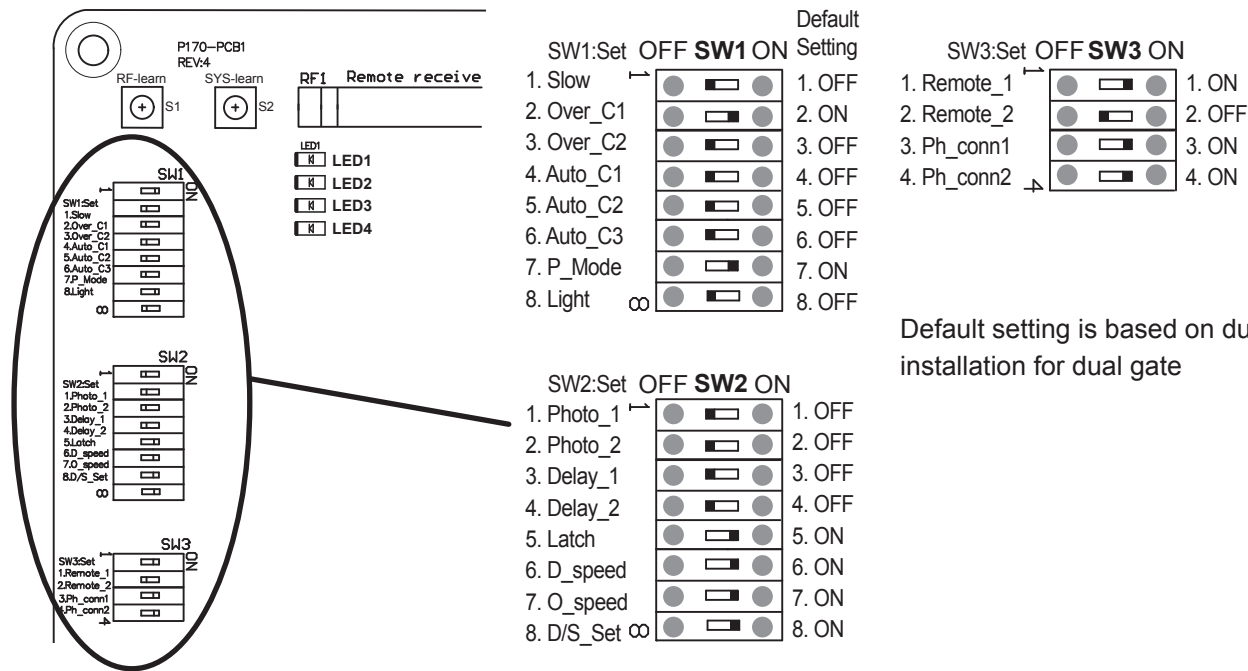 P170-PCB1
REV:4
RF-learn
SYS-learn
S1
S2
RF1 Remote receive
LED1
LED1
LED2
LED3
LED4
SW1
ON
1
SW1:Set
1.Slow
2.Over_C1
3.Over_C2
4.Auto_C1
5.Auto_C2
6.Auto_C3
7.P_Mode
8.Light
8
SW2
ON
1
SW2:Set
1.Photo_1
2.Photo_2
3.Delay_1
4.Delay_2
5.Latch
6.D_speed
7.O_speed
8.D/S_Set
8
SW3
ON
1
SW3:Set
1.Remote_1
2.Remote_2
3.Ph_conn1
4.Ph_conn2
4
Default
Setting
SW1:Set OFF SW1 ON
1. Slow 1 1. OFF
2. Over_C1 2. ON
3. Over_C2 3. OFF
4. Auto_C1 4. OFF
5. Auto_C2 5. OFF
6. Auto_C3 6. OFF
7. P_Mode 7. ON
8. Light 8 8. OFF
SW2:Set OFF SW2 ON
1. Photo_1 1 1. OFF
2. Photo_2 2. OFF
3. Delay_1 3. OFF
4. Delay_2 4. OFF
5. Latch 5. ON
6. D_speed 6. ON
7. O_speed 7. ON
8. D/S_Set 8 8. ON
SW3:Set OFF SW3 ON
1. Remote_1 1 1. ON
2. Remote_2 2. OFF
3. Ph_conn1 3. ON
4. Ph_conn2 4 4. ON
Default setting is based on du
installation for dual gate